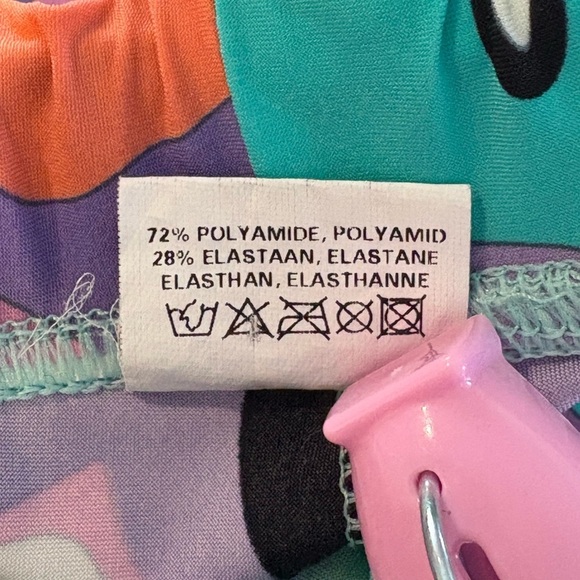 72% POLYAMIDE, POLYAMID
28% ELASTAAN, ELASTANE
ELASTHAN, ELASTHANNE